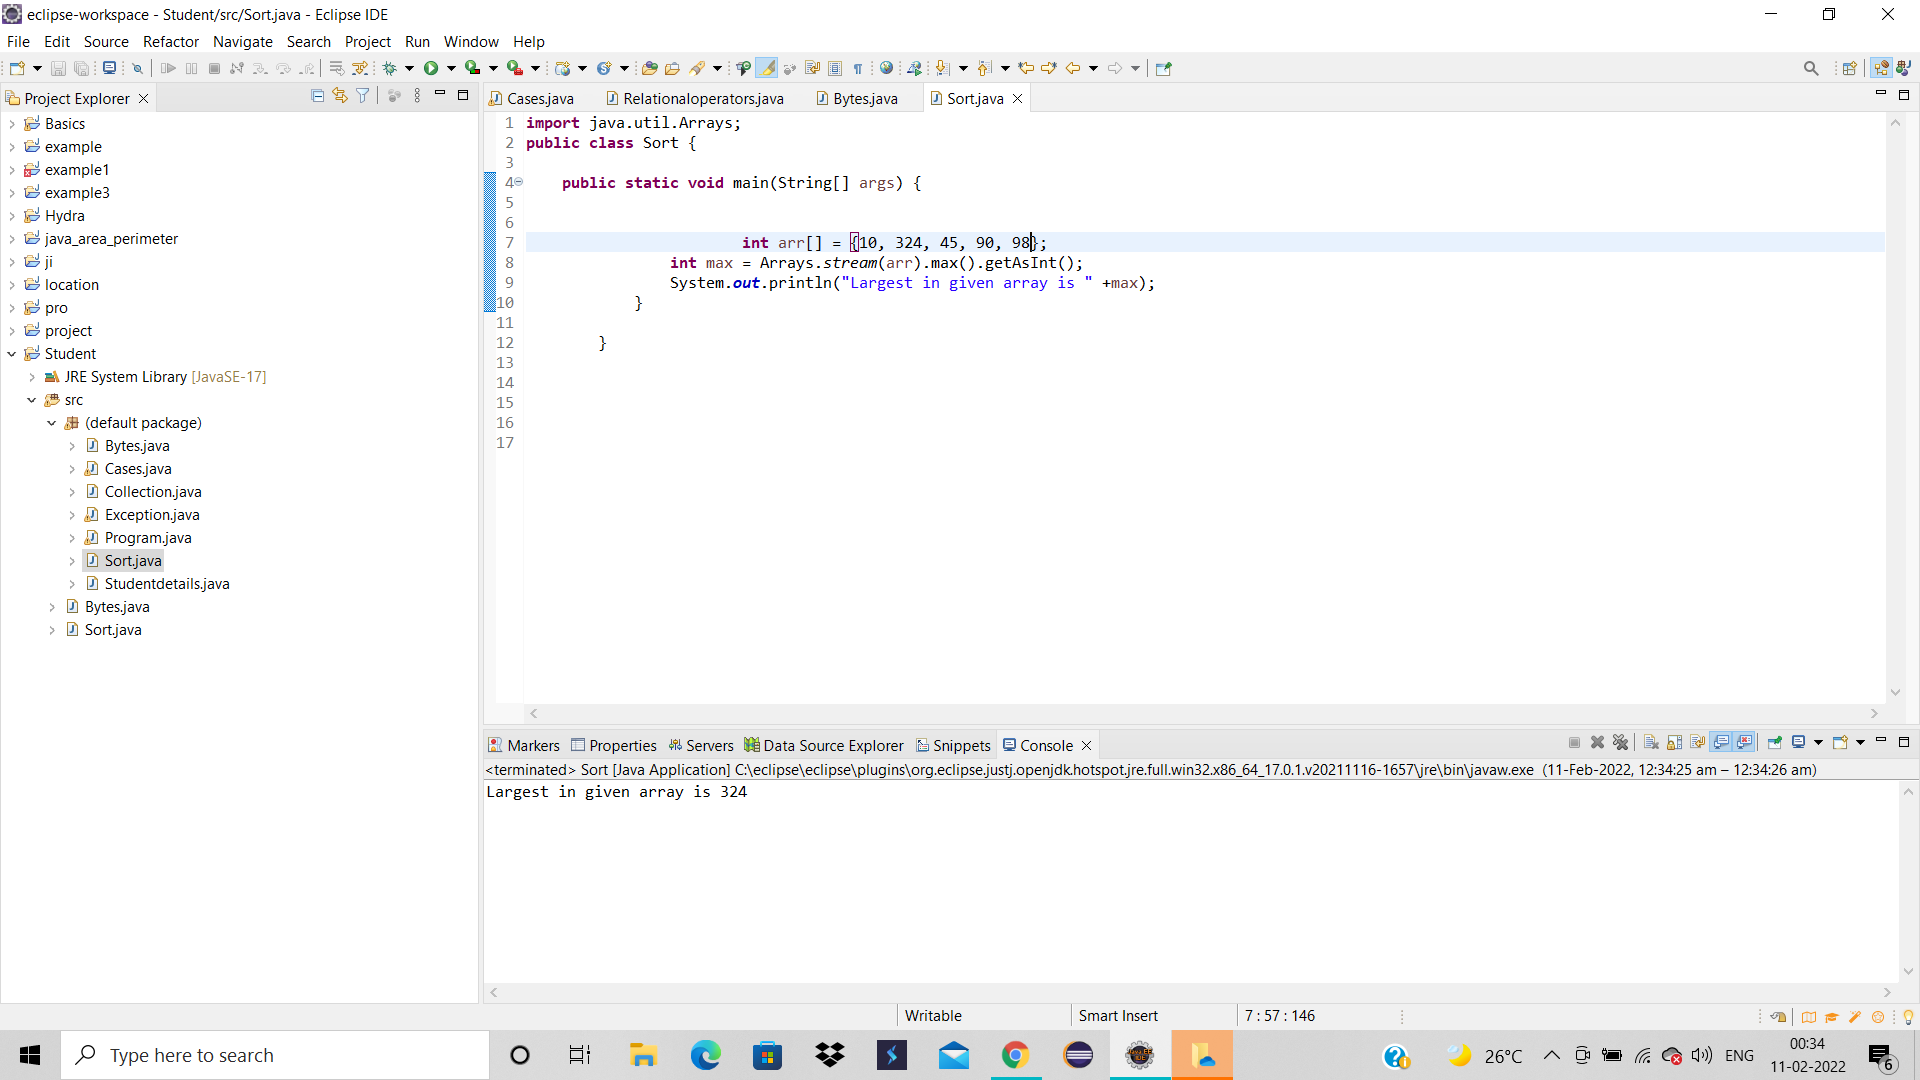 eclipse-workspace - Student/src/Sort.java - Eclipse IDE
File Edit Source Refactor Navigate Search Project Run Window Help
Project Explorer
Basics
example
example1
example3
Hydra
java_area_perimeter
ji
location
pro
project
Student
JRE System Library [JavaSE-17]
src
(default package)
Bytes.java
Cases.java
Collection.java
Exception.java
Program.java
Sort.java
Studentdetails.java
Bytes.java
Sort.java
Cases.java Relationaloperators.java Bytes.java Sort.java
1 import java.util.Arrays;
2 public class Sort {
3
4 public static void main(String[] args) {
5
6
7 int arr[] = {10, 324, 45, 90, 98};
8 int max = Arrays.stream(arr).max().getAsInt();
9 System.out.println("Largest in given array is " +max);
10 }
11
12 }
13
14
15
16
17
Markers Properties Servers Data Source Explorer Snippets Console
<terminated> Sort [Java Application] C:\eclipse\eclipse\plugins\org.eclipse.justj.openjdk.hotspot.jre.full.win32.x86_64_17.0.1.v20211116-1657\jre\bin\javaw.exe (11-Feb-2022, 12:34:25 am – 12:34:26 am)
Largest in given array is 324
Writable Smart Insert 7 : 57 : 146
Type here to search
26°C ENG
00:34
11-02-2022
6